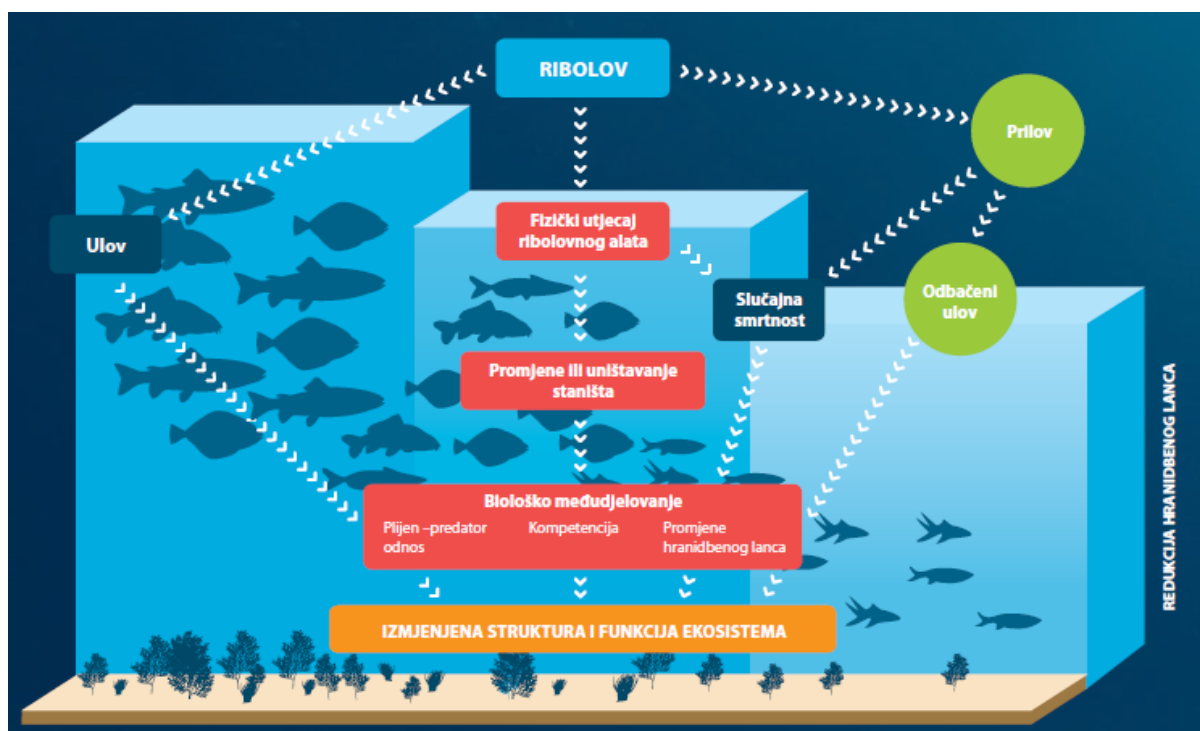 RIBOLOV
Prilov
Fizički utjecaj
ribolovnog alata
Ulov
Slučajna
smrtnost
Odbačeni
ulov
Promjene ili uništavanje
staništa
Biološko međudjelovanje
Plijen –predator
odnos
Kompetencija
Promjene
hranidbenog lanca
IZMJENJENA STRUKTURA I FUNKCIJA EKOSISTEMA
REDUKCIJA HRANIDBENOG LANCA